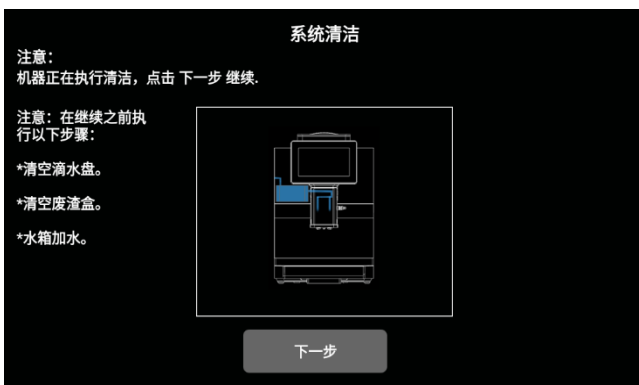 系统清洁
注意：
机器正在执行清洁，点击 下一步 继续.
注意：在继续之前执
行以下步骤：
*清空滴水盘。
*清空废渣盒。
*水箱加水。
下一步